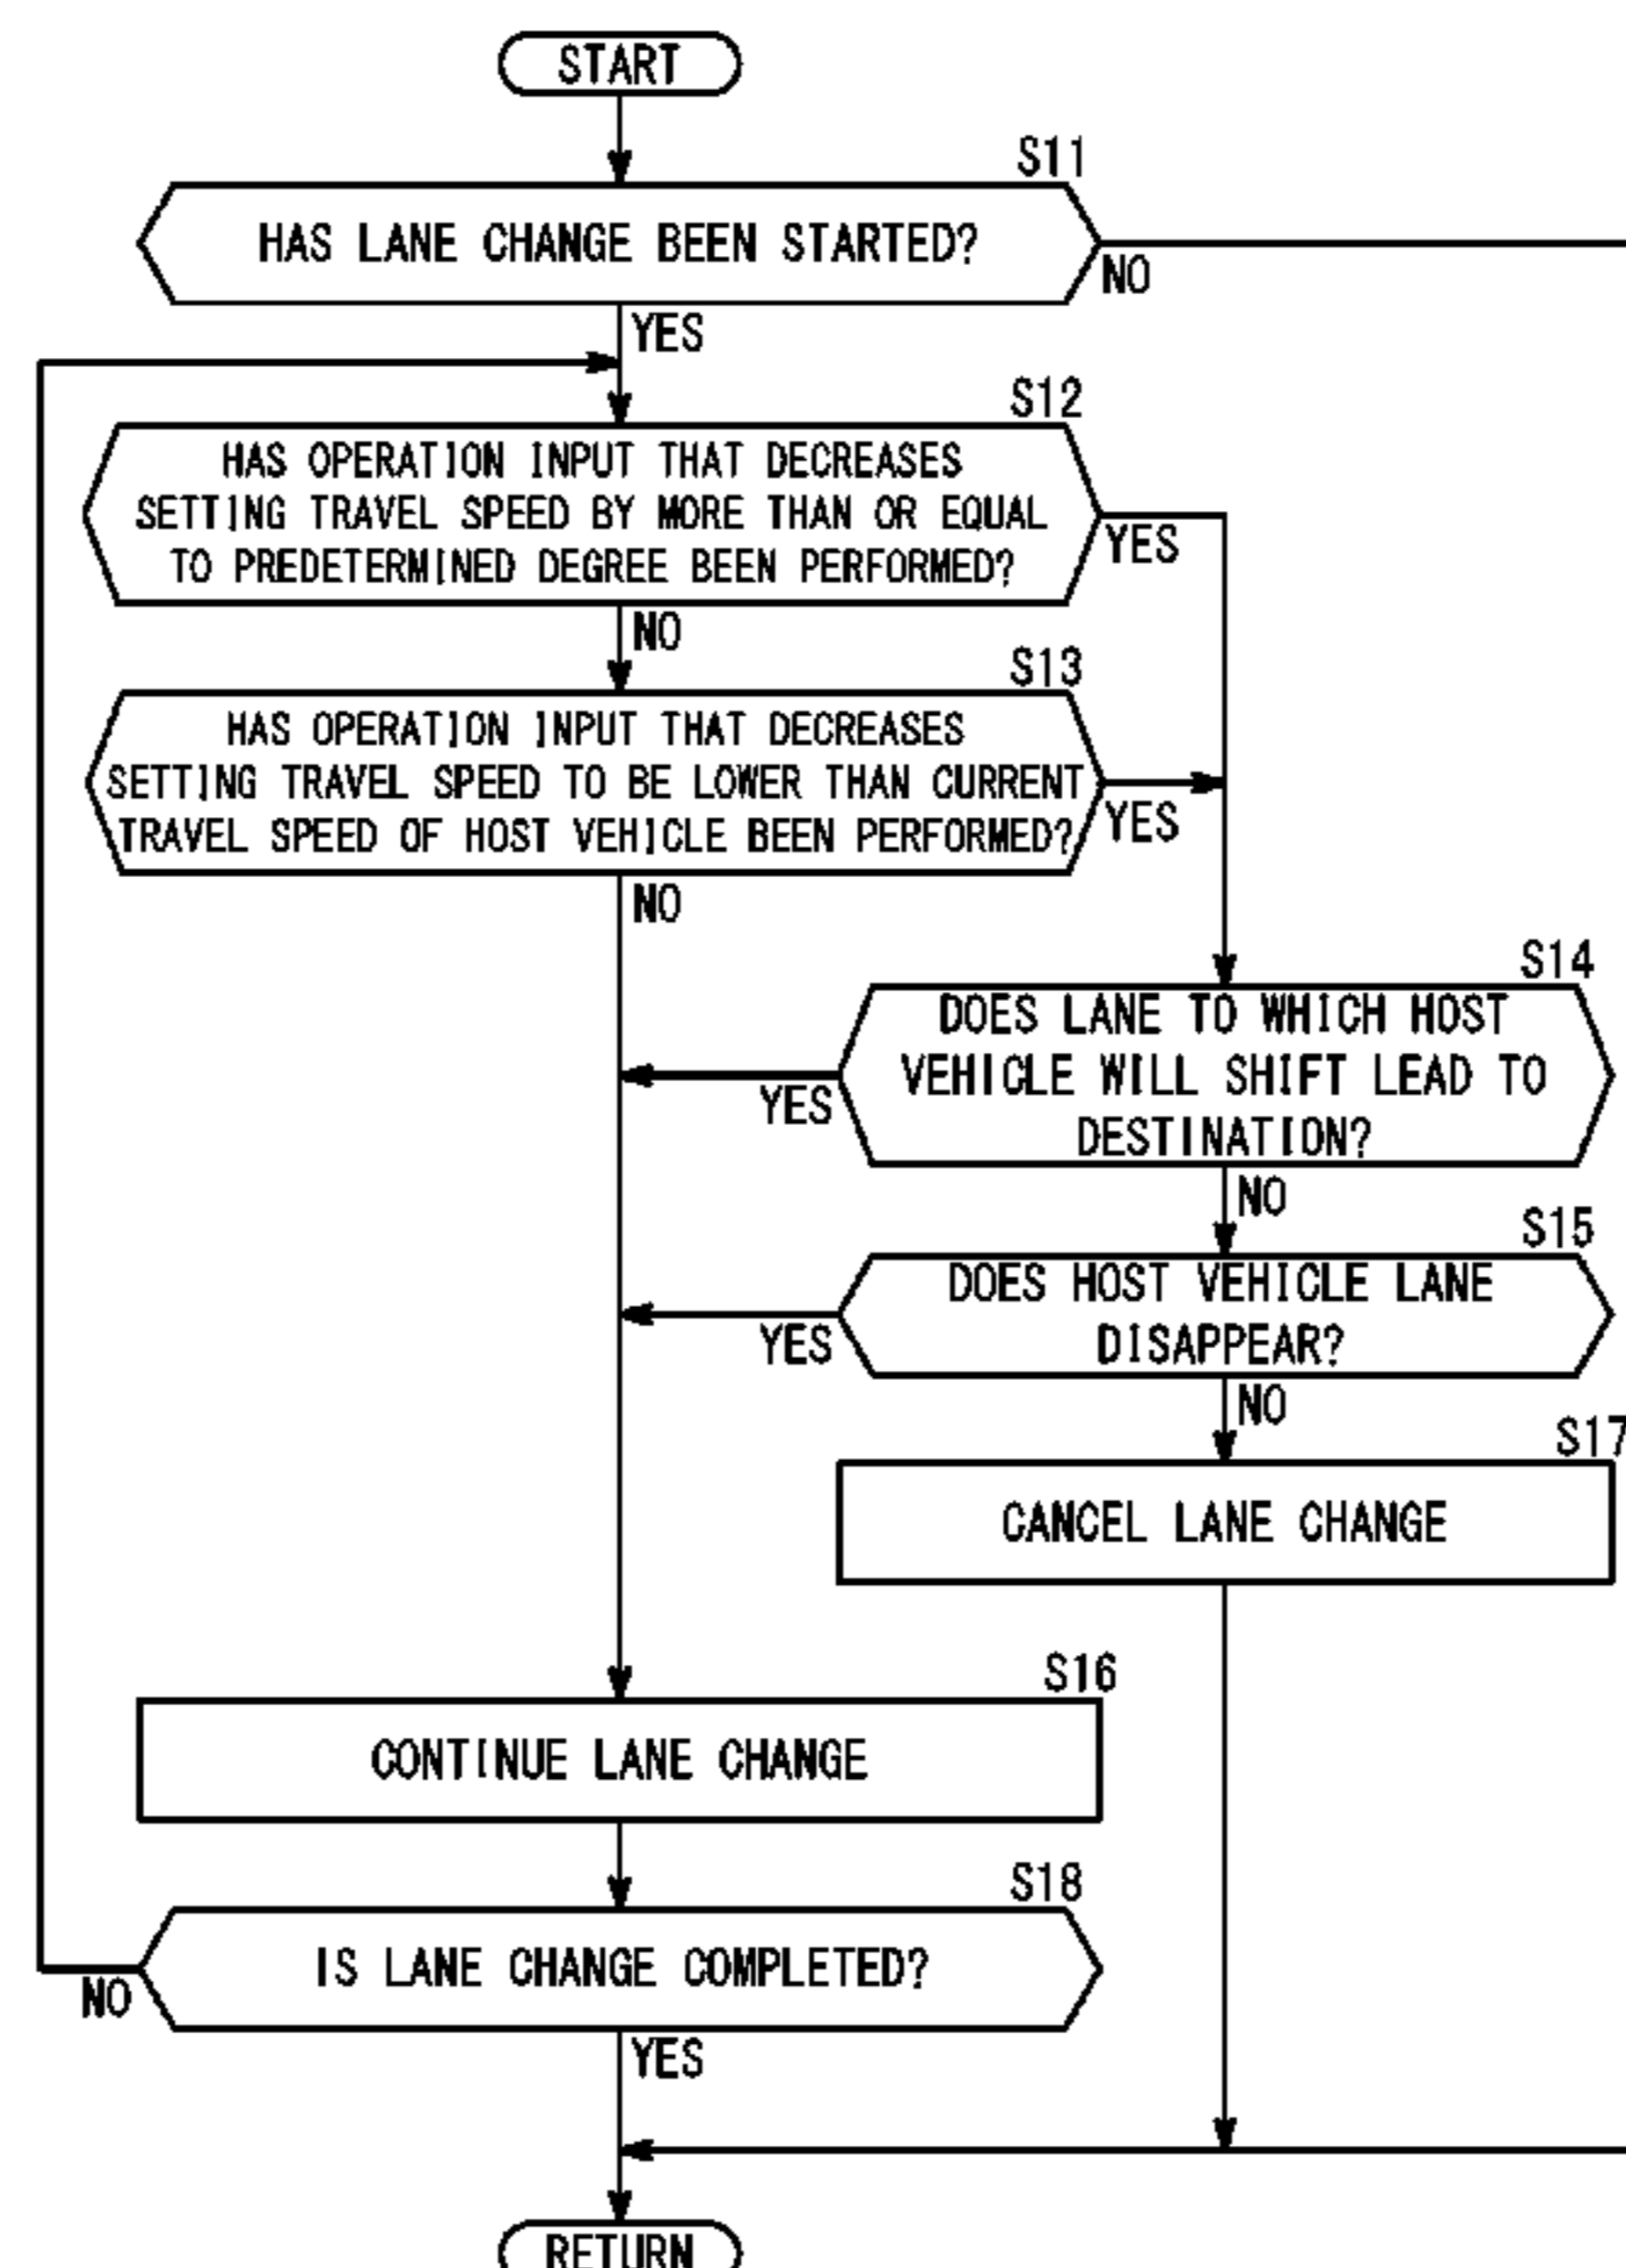 START
S11
HAS LANE CHANGE BEEN STARTED?
NO
YES
S12
HAS OPERATION INPUT THAT DECREASES
SETTING TRAVEL SPEED BY MORE THAN OR EQUAL
TO PREDETERMINED DEGREE BEEN PERFORMED?
YES
NO
S13
HAS OPERATION INPUT THAT DECREASES
SETTING TRAVEL SPEED TO BE LOWER THAN CURRENT
TRAVEL SPEED OF HOST VEHICLE BEEN PERFORMED?
YES
NO
S14
DOES LANE TO WHICH HOST
VEHICLE WILL SHIFT LEAD TO
DESTINATION?
YES
NO
S15
DOES HOST VEHICLE LANE
DISAPPEAR?
YES
NO
S17
CANCEL LANE CHANGE
S16
CONTINUE LANE CHANGE
S18
IS LANE CHANGE COMPLETED?
NO
YES
RETURN